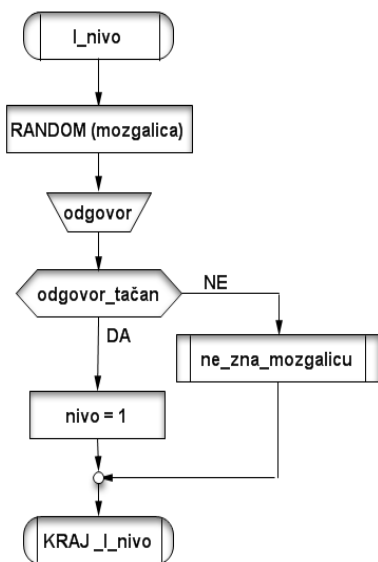 I_nivo
RANDOM (mozgalica)
odgovor
odgovor_tačan
NE
DA
ne_zna_mozgalicu
nivo = 1
KRAJ _I_nivo